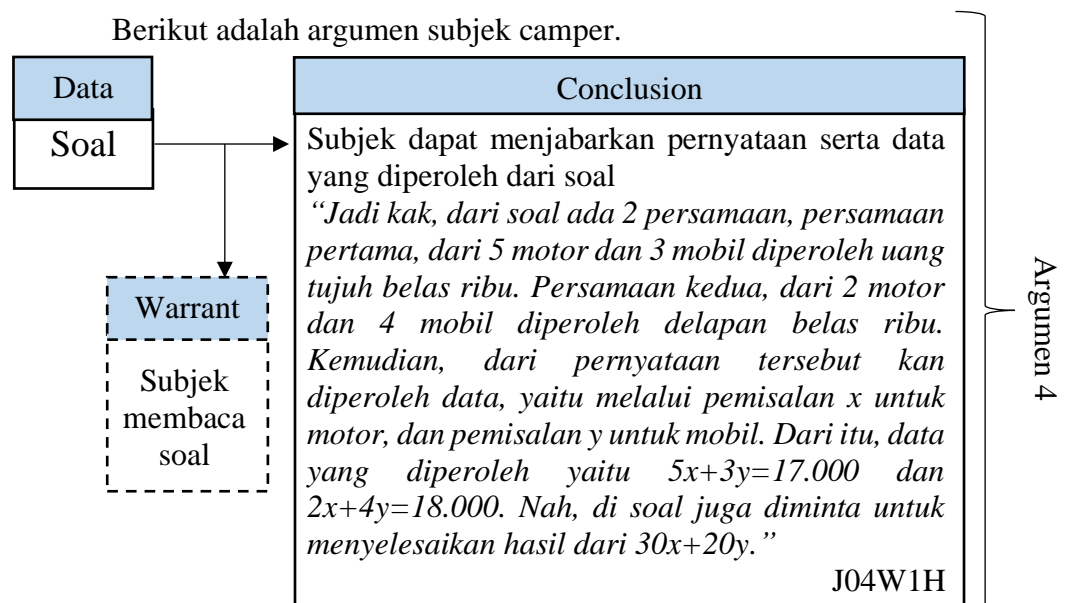 Berikut adalah argumen subjek camper.
Data
Soal
Conclusion
Subjek dapat menjabarkan pernyataan serta data
yang diperoleh dari soal
“Jadi kak, dari soal ada 2 persamaan, persamaan
pertama, dari 5 motor dan 3 mobil diperoleh uang
tujuh belas ribu. Persamaan kedua, dari 2 motor
dan 4 mobil diperoleh delapan belas ribu.
Kemudian, dari pernyataan tersebut kan
diperoleh data, yaitu melalui pemisalan x untuk
motor, dan pemisalan y untuk mobil. Dari itu, data
yang diperoleh yaitu 5x+3y=17.000 dan
2x+4y=18.000. Nah, di soal juga diminta untuk
menyelesaikan hasil dari 30x+20y.”
J04W1H
Warrant
Subjek
membaca
soal
Argumen 4